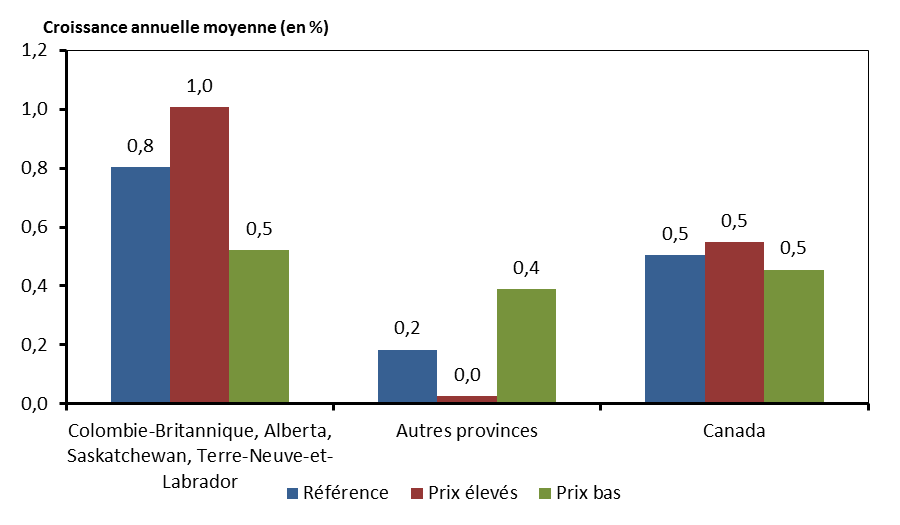 Croissance annuelle moyenne (en %)
1,2
1,0
0,8
0,6
0,4
0,2
0,0
0,8
1,0
0,5
0,2
0,0
0,4
0,5
0,5
0,5
Colombie-Britannique, Alberta,
Saskatchewan, Terre-Neuve-et-
Labrador
Autres provinces
Canada
Référence
Prix élevés
Prix bas